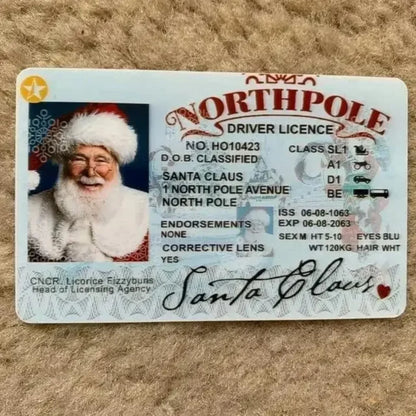 NORTHPOLE
DRIVER LICENCE
NO. HO10423 CLASS SL1
D.O.B. CLASSIFIED A1
SANTA CLAUS D1
1 NORTH POLE AVENUE BE
NORTH POLE ISS 06-08-1063
EXP 06-08-2063
ENDORSEMENTS SEX M HT 5-10 EYES BLU
NONE WT 120KG HAIR WHT
CORRECTIVE LENS
YES
CNCR. Licorice Fizzybuns
Head of Licensing Agency
Santa Claus